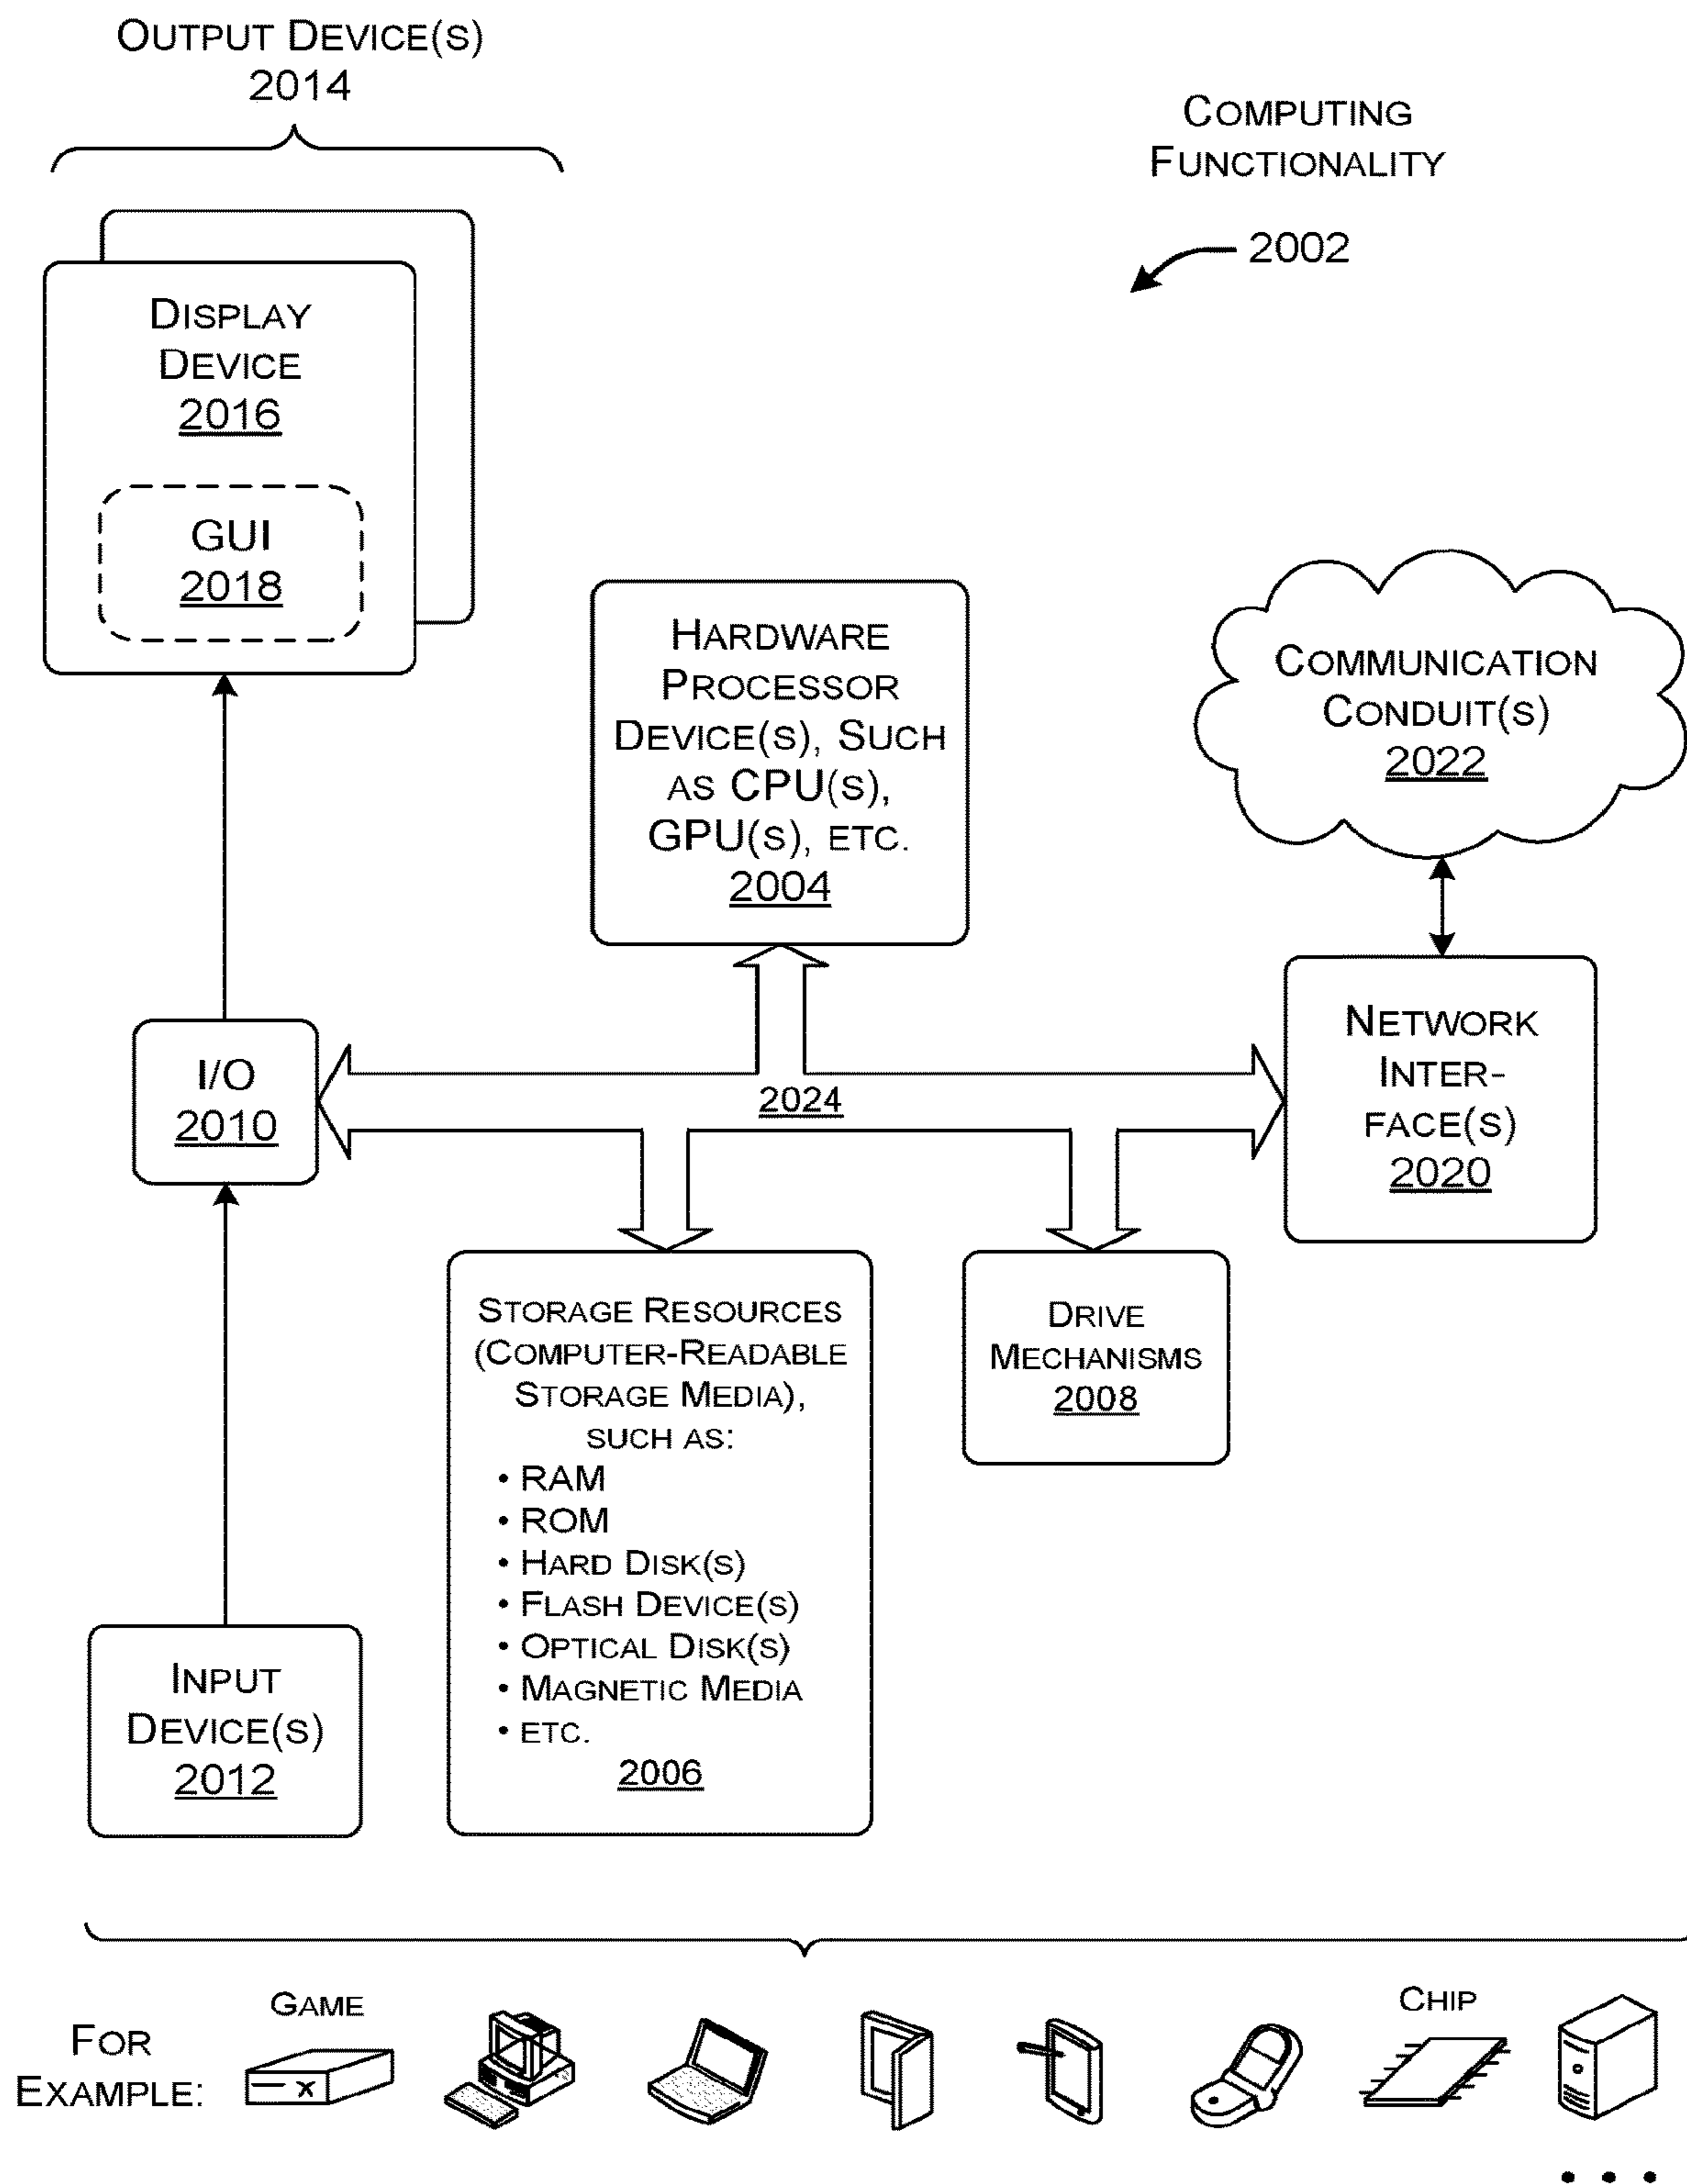 OUTPUT DEVICE(S)
2014
COMPUTING
FUNCTIONALITY
2002
DISPLAY
DEVICE
2016
GUI
2018
HARDWARE
PROCESSOR
DEVICE(S), SUCH
AS CPU(S),
GPU(S), ETC.
2004
COMMUNICATION
CONDUIT(S)
2022
I/O
2010
2024
NETWORK
INTER-
FACE(S)
2020
STORAGE RESOURCES
(COMPUTER-READABLE
STORAGE MEDIA),
SUCH AS:
• RAM
• ROM
• HARD DISK(S)
• FLASH DEVICE(S)
• OPTICAL DISK(S)
• MAGNETIC MEDIA
• ETC.
2006
DRIVE
MECHANISMS
2008
INPUT
DEVICE(S)
2012
FOR
EXAMPLE:
GAME
X
CHIP
• • •